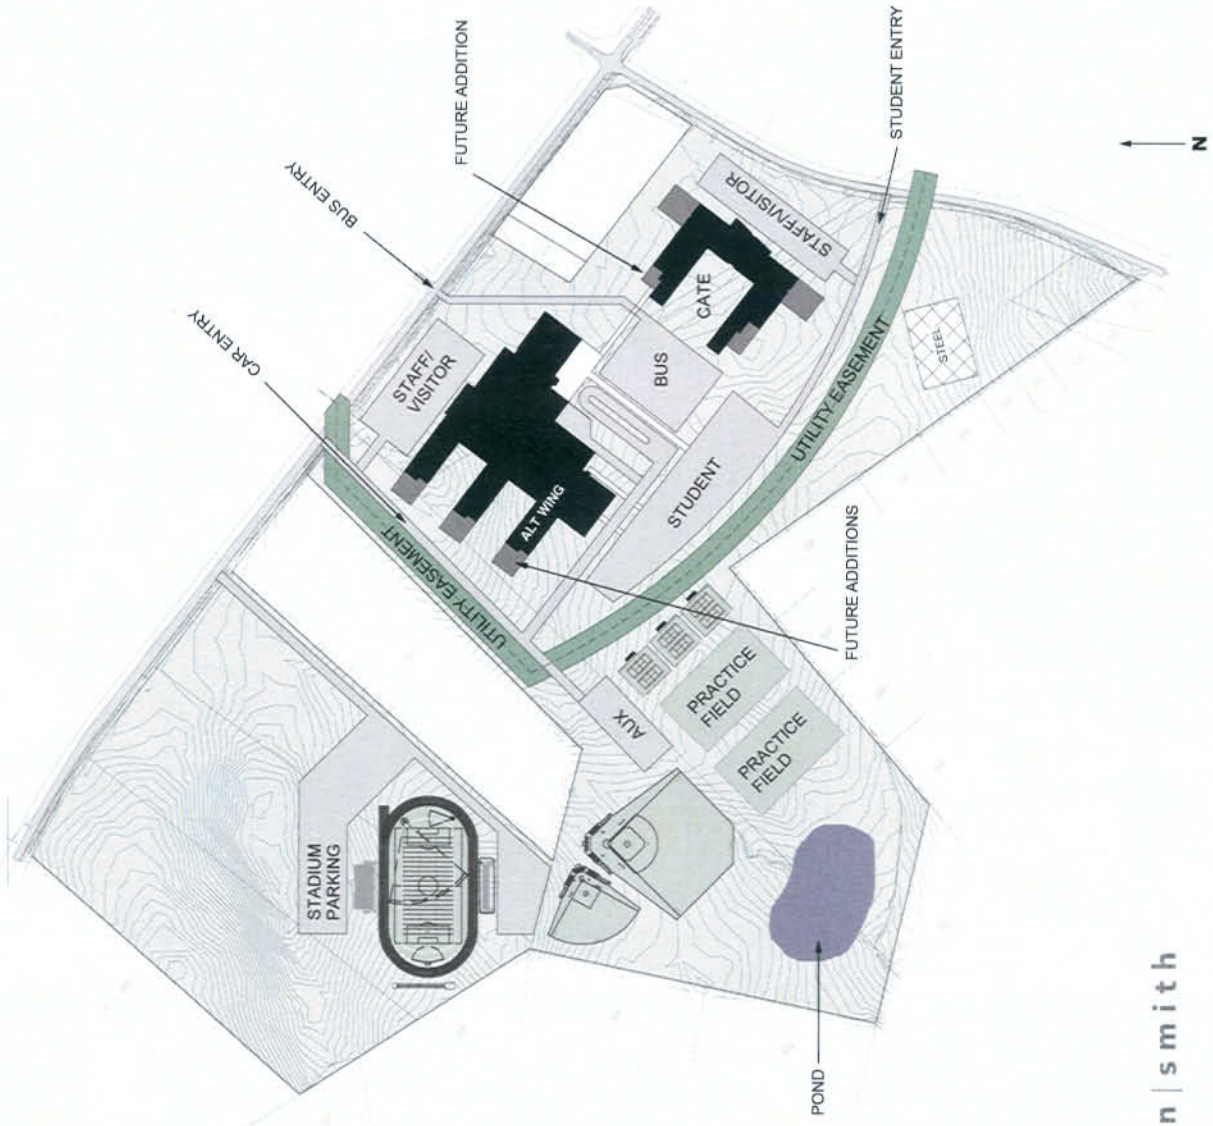 FUTURE ADDITION
STUDENT ENTRY
BUS ENTRY
CAR ENTRY
STAFF/VISITOR
CATE
STAFF/
VISITOR
BUS
STEEL
UTILITY EASEMENT
STUDENT
ALT WING
UTILITY EASEMENT
FUTURE ADDITIONS
AUX
PRACTICE
FIELD
PRACTICE
FIELD
STADIUM
PARKING
POND
N
n | smith